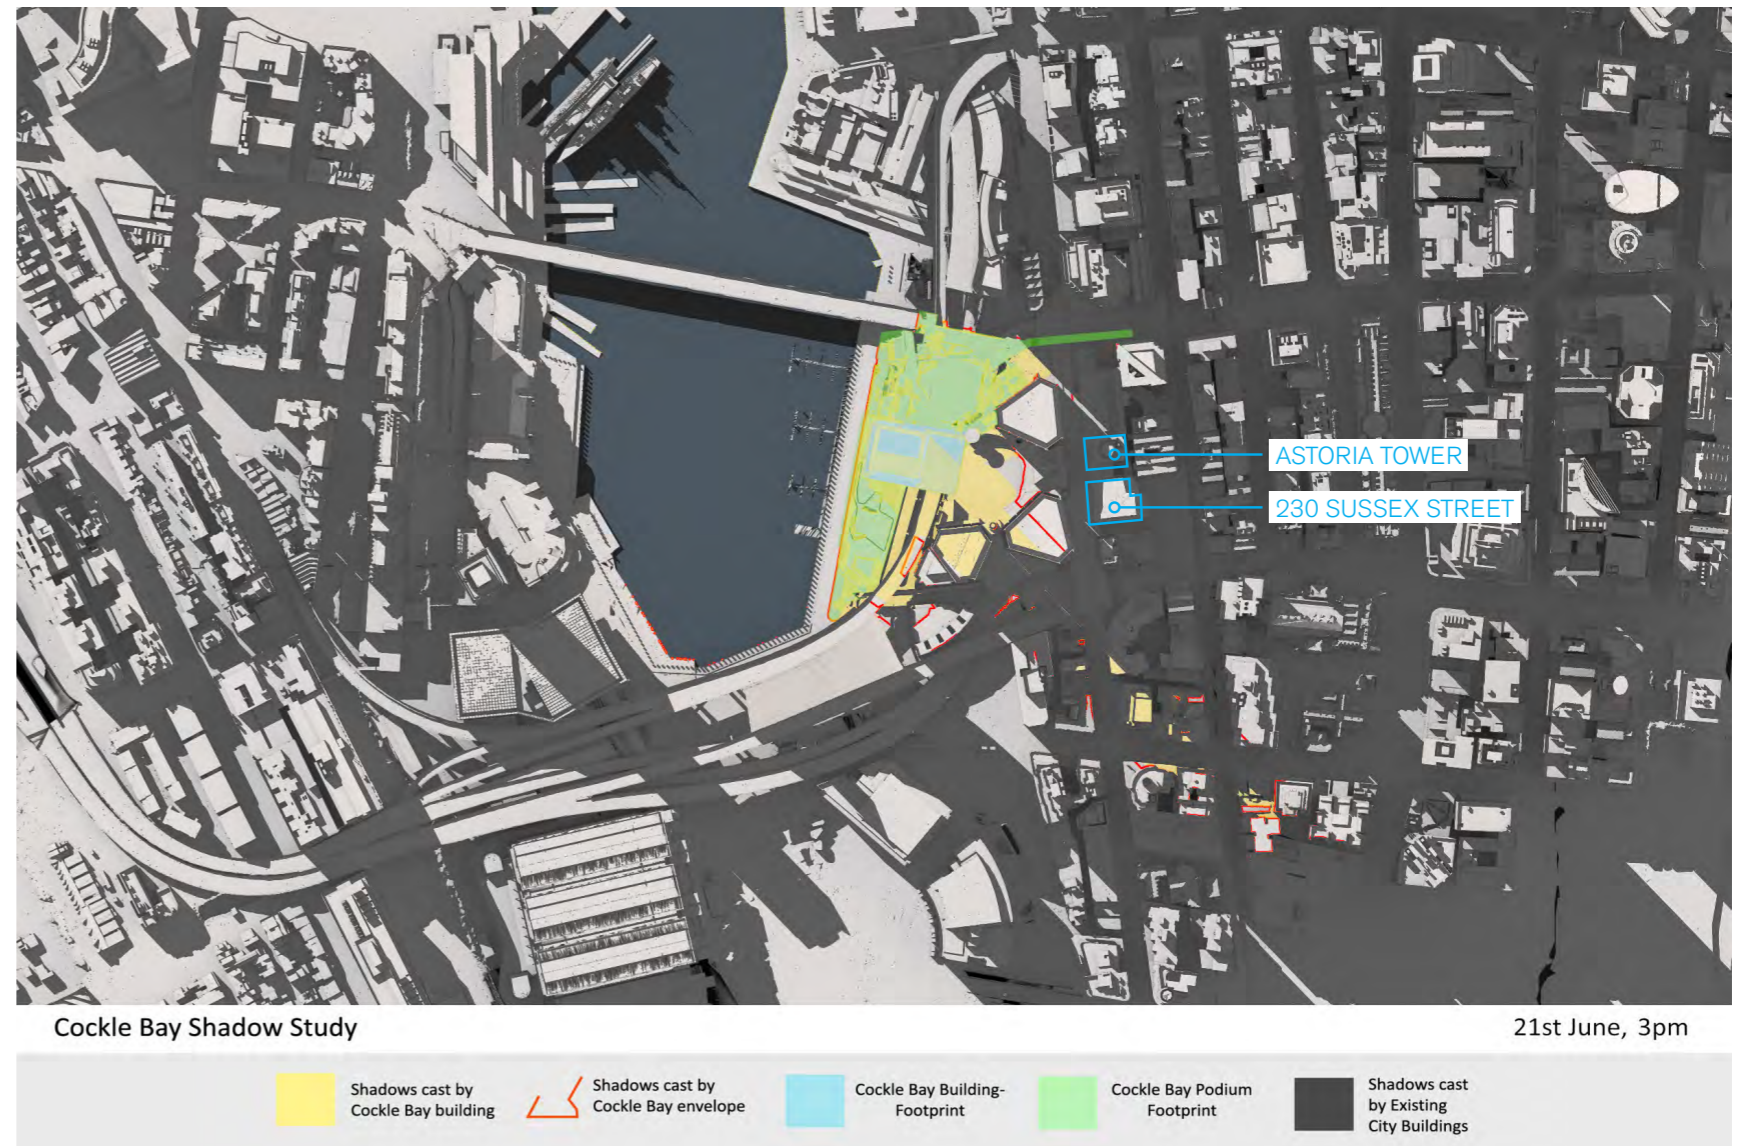 ASTORIA TOWER
230 SUSSEX STREET
Cockle Bay Shadow Study
21st June, 3pm
Shadows cast by
Cockle Bay building
Shadows cast by
Cockle Bay envelope
Cockle Bay Building-
Footprint
Cockle Bay Podium
Footprint
Shadows cast
by Existing
City Buildings